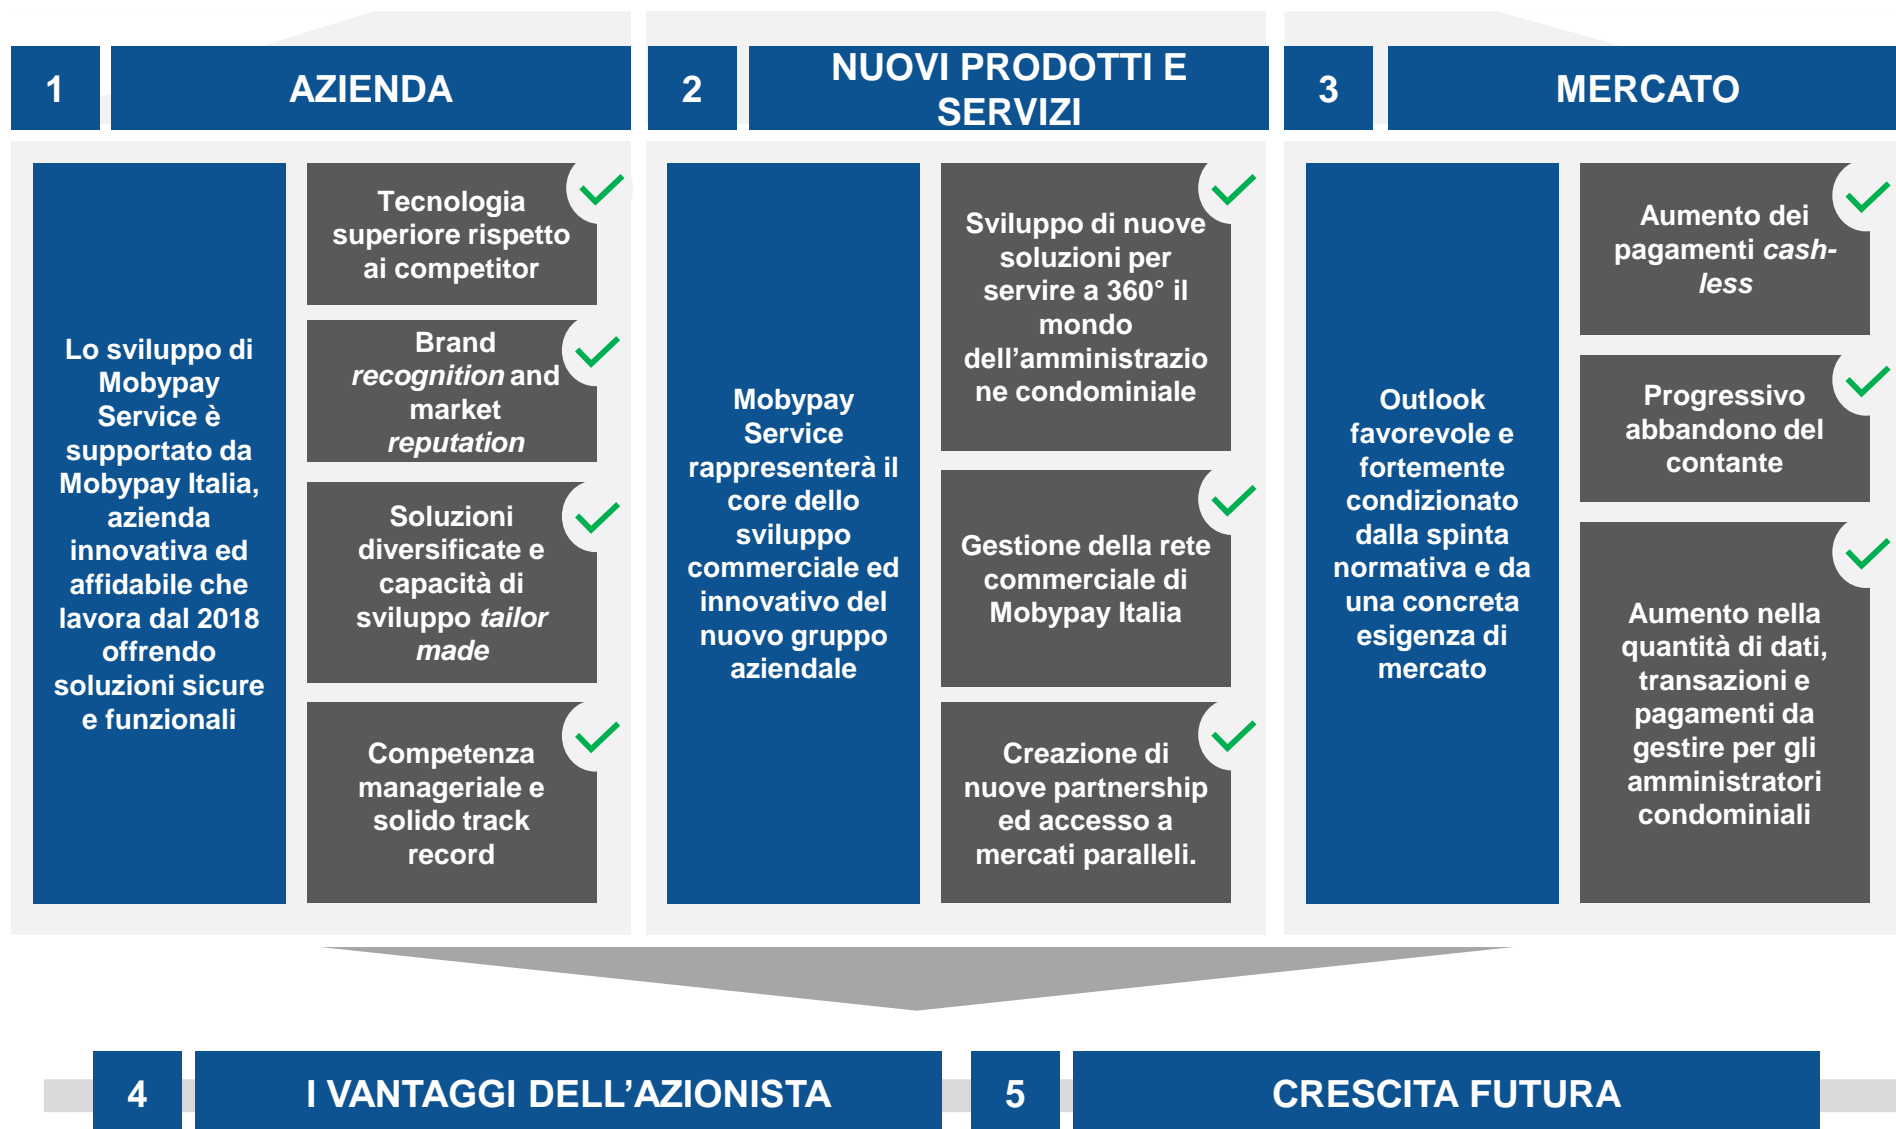 1
AZIENDA
Lo sviluppo di
Mobypay
Service è
supportato da
Mobypay Italia,
azienda
innovativa ed
affidabile che
lavora dal 2018
offrendo
soluzioni sicure
e funzionali
Tecnologia
superiore rispetto
ai competitor
Brand
recognition and
market
reputation
Soluzioni
diversificate e
capacità di
sviluppo tailor
made
Competenza
manageriale e
solido track
record
2
NUOVI PRODOTTI E
SERVIZI
Mobypay
Service
rappresenterà il
core dello
sviluppo
commerciale ed
innovativo del
nuovo gruppo
aziendale
Sviluppo di nuove
soluzioni per
servire a 360° il
mondo
dell’amministrazio
ne condominiale
Gestione della rete
commerciale di
Mobypay Italia
Creazione di
nuove partnership
ed accesso a
mercati paralleli.
3
MERCATO
Outlook
favorevole e
fortemente
condizionato
dalla spinta
normativa e da
una concreta
esigenza di
mercato
Aumento dei
pagamenti cash-
less
Progressivo
abbandono del
contante
Aumento nella
quantità di dati,
transazioni e
pagamenti da
gestire per gli
amministratori
condominiali
4
I VANTAGGI DELL’AZIONISTA
5
CRESCITA FUTURA